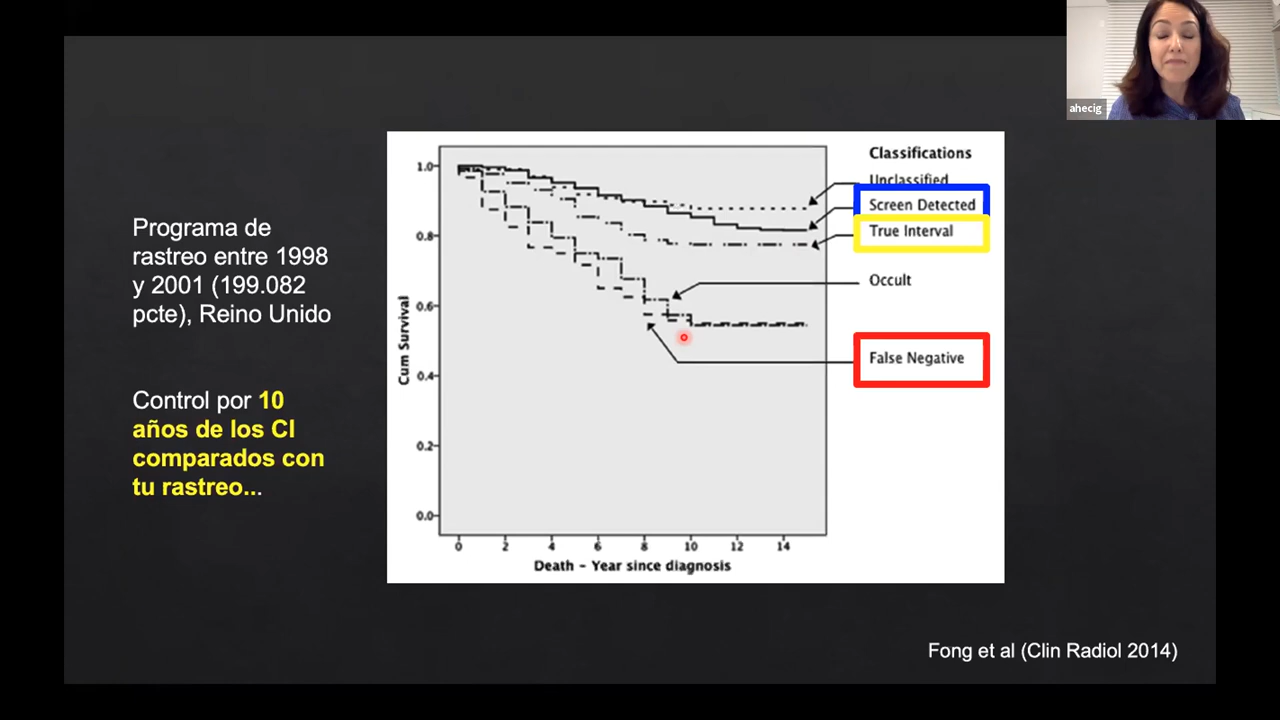 ahecig
Programa de
rastreo entre 1998
y 2001 (199.082
pcte), Reino Unido
Control por 10
años de los CI
comparados con
tu rastreo...
Classifications
Unclassified
Screen Detected
True Interval
Occult
False Negative
Cum Survival
1.0
0.8
0.6
0.4
0.2
0.0
0 2 4 6 8 10 12 14
Death - Year since diagnosis
Fong et al (Clin Radiol 2014)